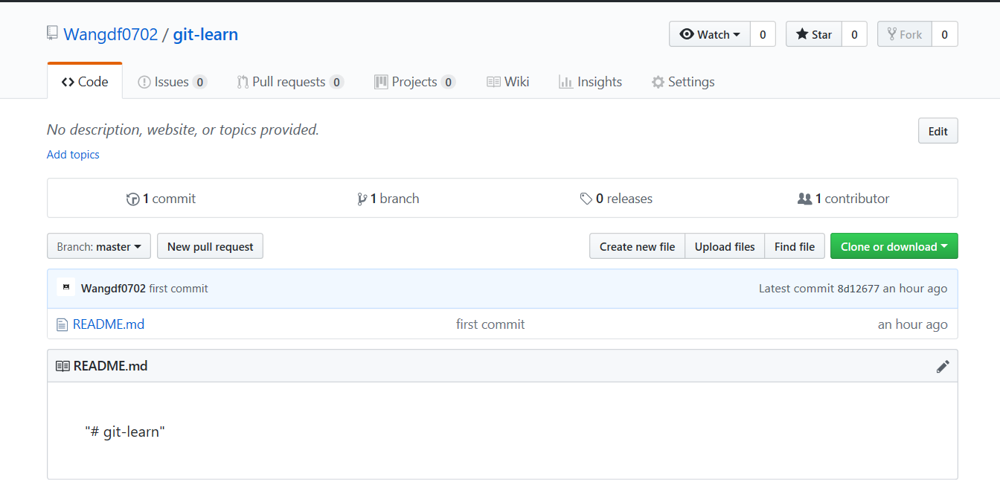 Wangdf0702 / git-learn
Watch 0 Star 0 Fork 0
Code Issues 0 Pull requests 0 Projects 0 Wiki Insights Settings
No description, website, or topics provided.
Edit
Add topics
1 commit 1 branch 0 releases 1 contributor
Branch: master New pull request Create new file Upload files Find file Clone or download
Wangdf0702 first commit Latest commit 8d12677 an hour ago
README.md first commit an hour ago
README.md
"# git-learn"